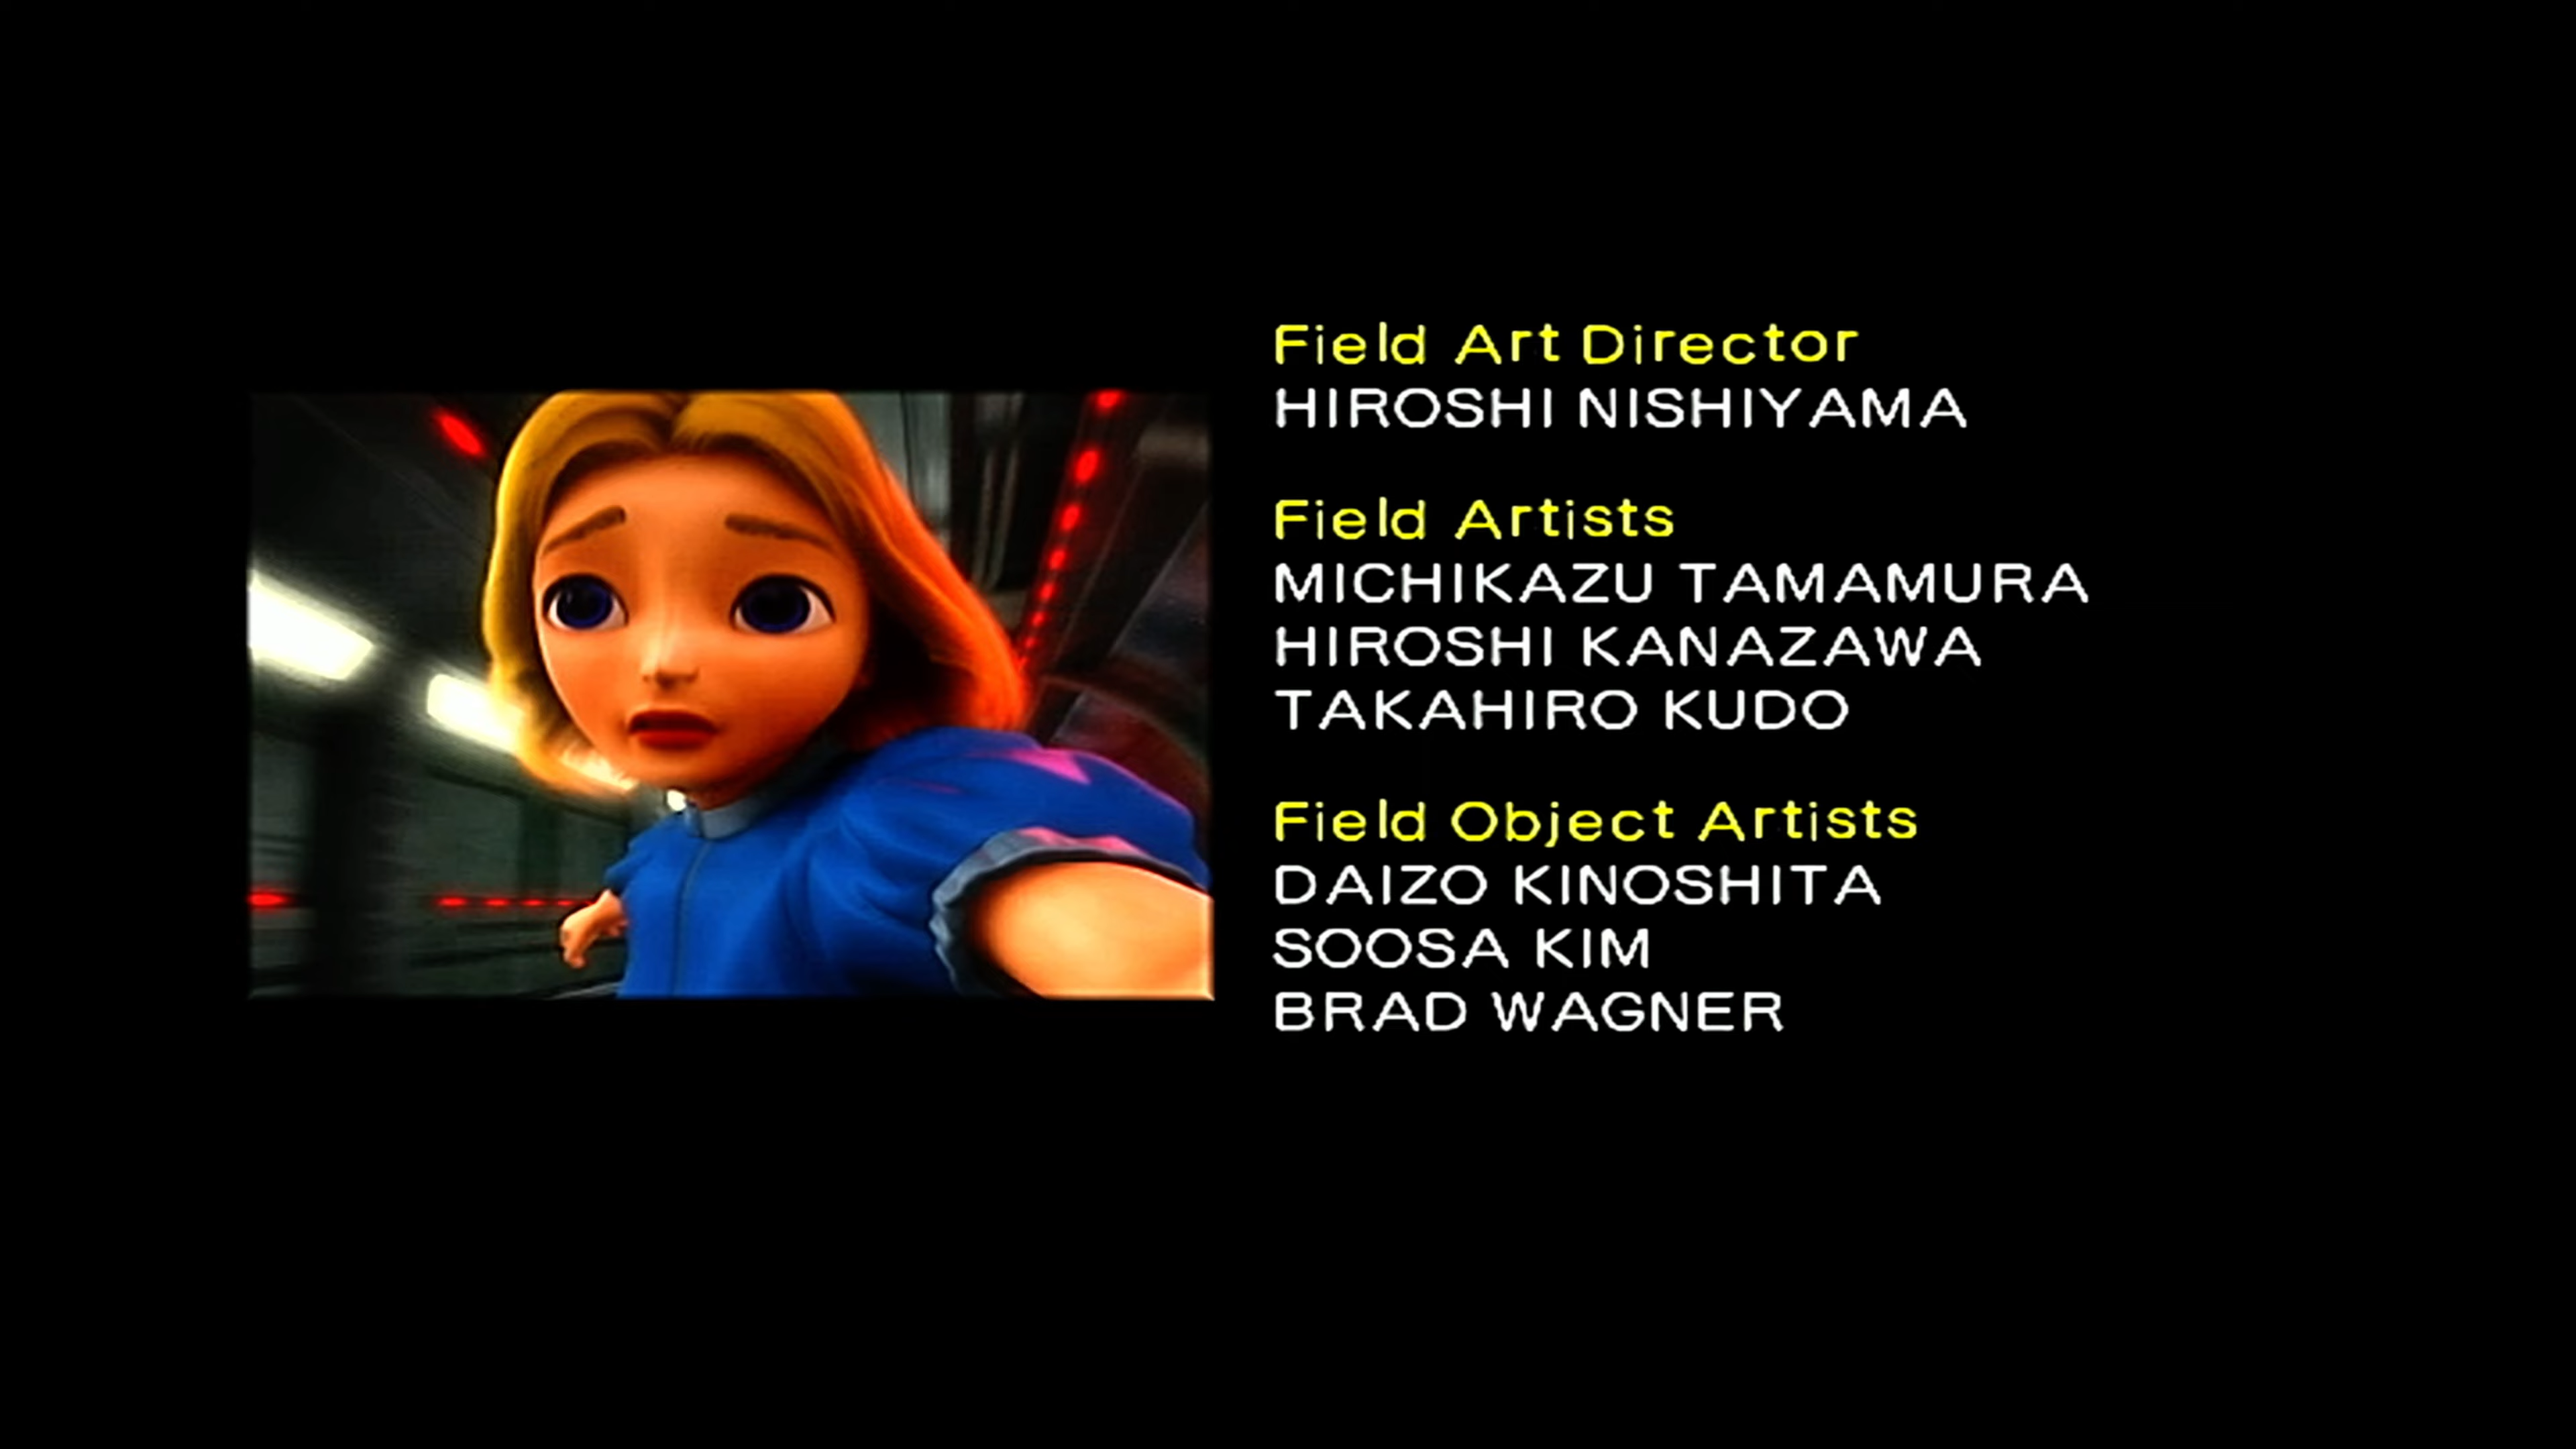 Field Art Director
HIROSHI NISHIYAMA
Field Artists
MICHIKAZU TAMAMURA
HIROSHI KANAZAWA
TAKAHIRO KUDO
Field Object Artists
DAIZO KINOSHITA
SOOSA KIM
BRAD WAGNER